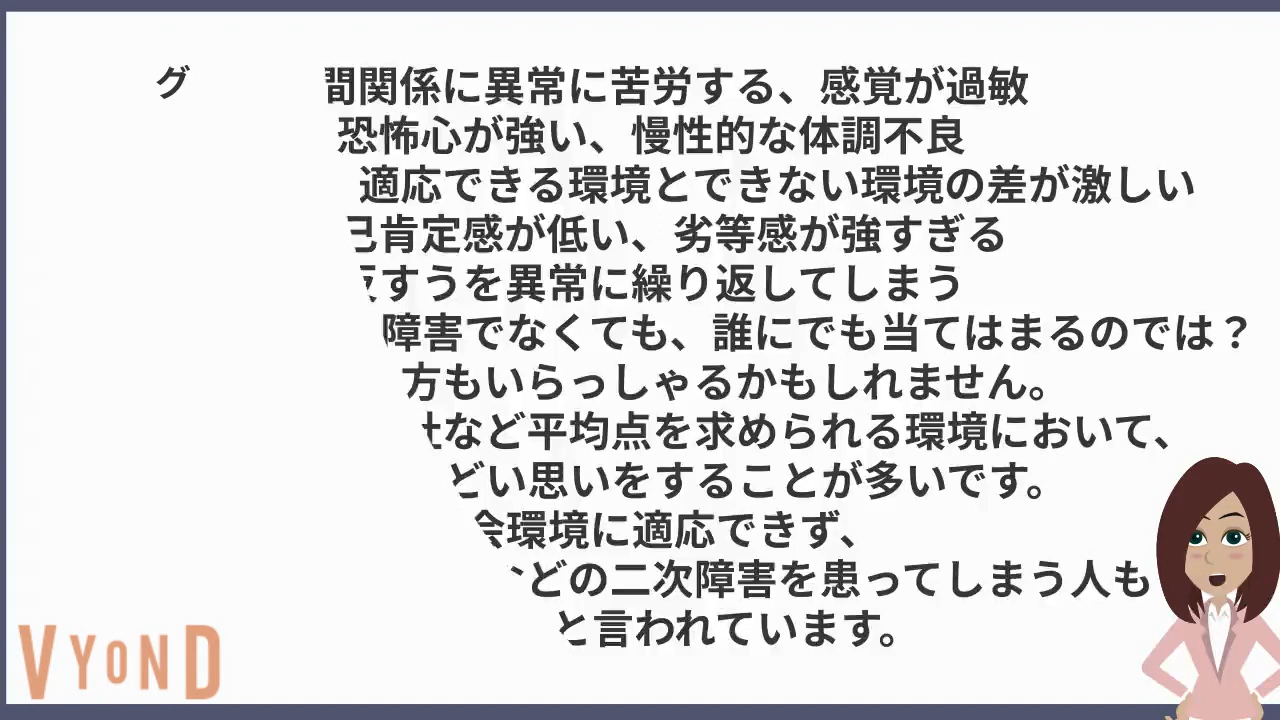 グ 間関係に異常に苦労する、感覚が過敏
恐怖心が強い、慢性的な体調不良
適応できる環境とできない環境の差が激しい
己肯定感が低い、劣等感が強すぎる
すうを異常に繰り返してしまう
障害でなくても、誰にでも当てはまるのでは？
方もいらっしゃるかもしれません。
など平均点を求められる環境において、
どい思いをすることが多いです。
会環境に適応できず、
どの二次障害を患ってしまう人も
と言われています。
VYOND